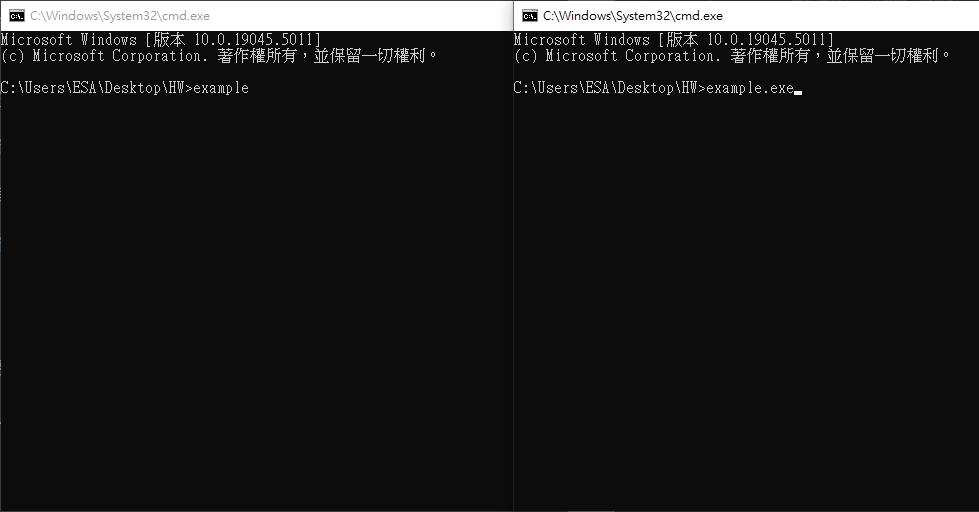 C:\Windows\System32\cmd.exe
Microsoft Windows [版本 10.0.19045.5011]
(c) Microsoft Corporation. 著作權所有，並保留一切權利。
C:\Users\ESA\Desktop\HW>example
C:\Windows\System32\cmd.exe
Microsoft Windows [版本 10.0.19045.5011]
(c) Microsoft Corporation. 著作權所有，並保留一切權利。
C:\Users\ESA\Desktop\HW>example.exe